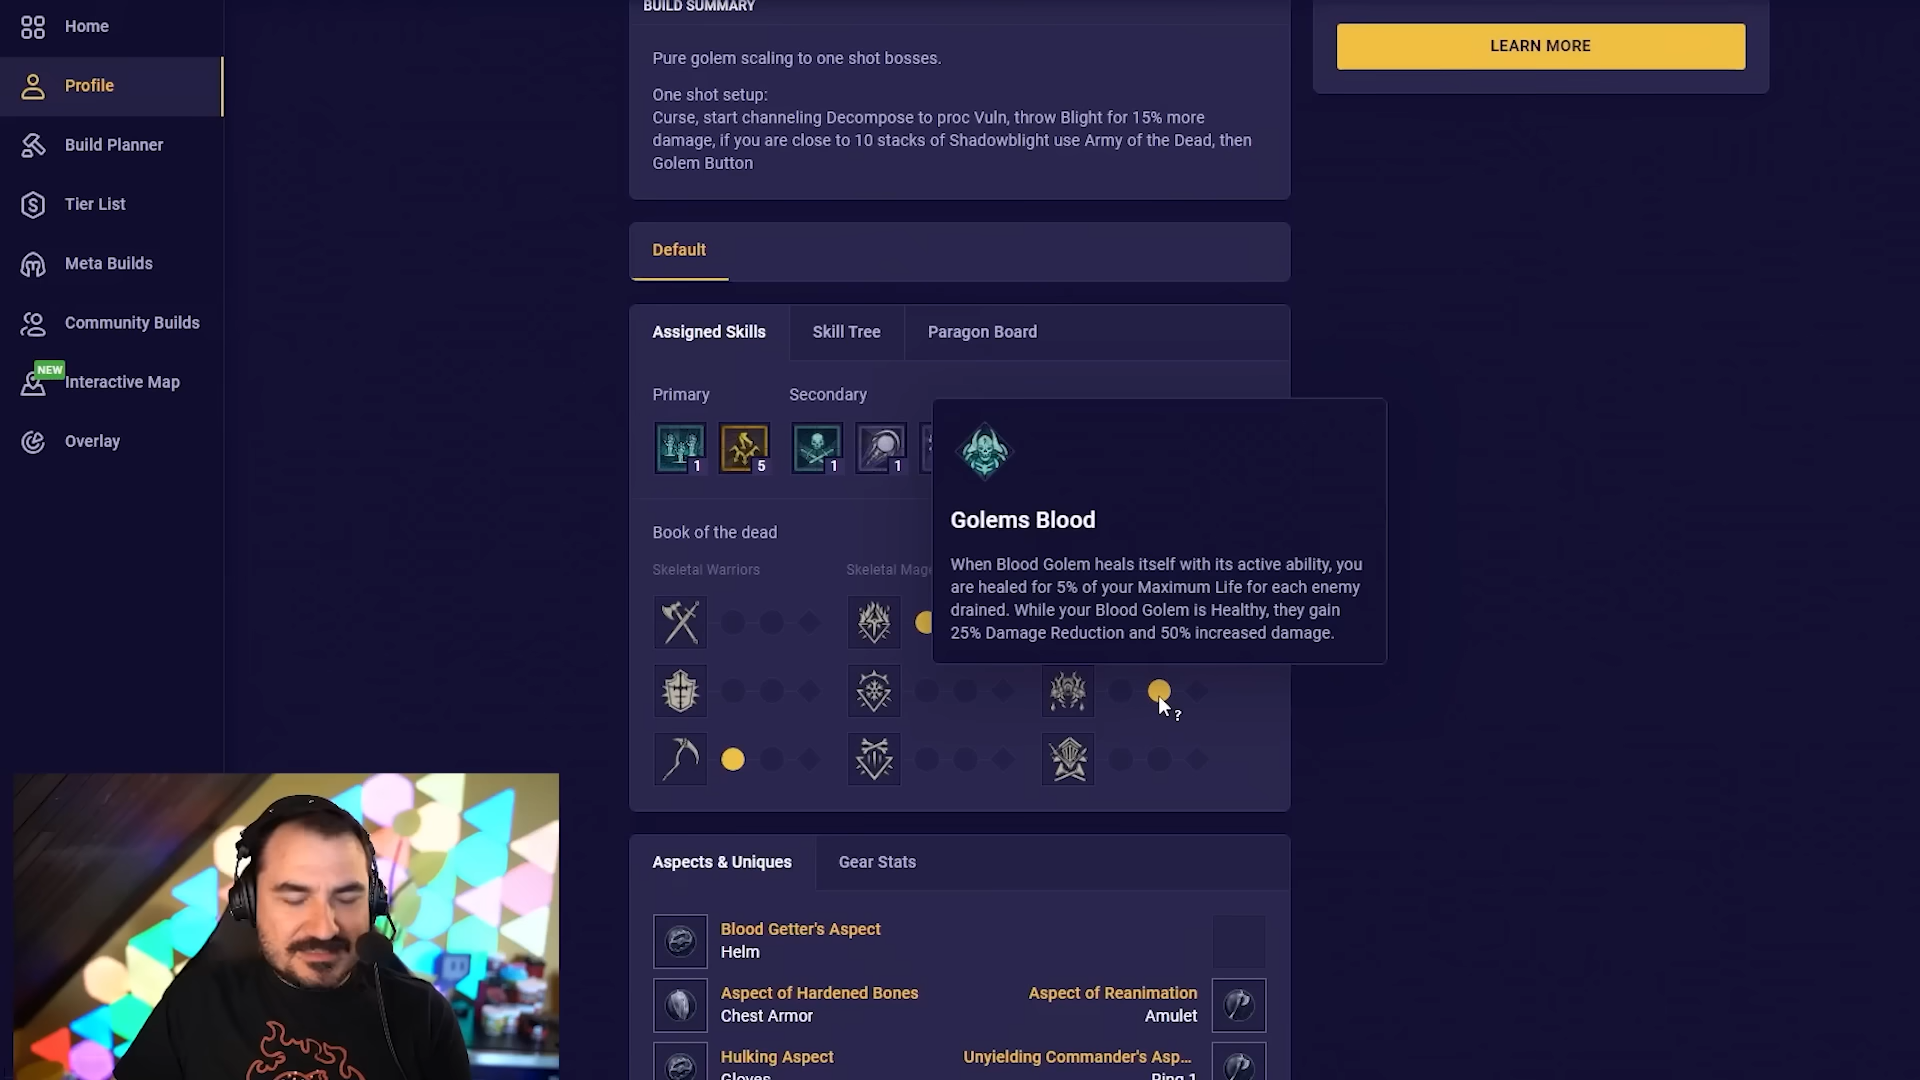 Home
Profile
Build Planner
Tier List
Meta Builds
Community Builds
NEW
Interactive Map
Overlay
BUILD SUMMARY
Pure golem scaling to one shot bosses.
One shot setup:
Curse, start channeling Decompose to proc Vuln, throw Blight for 15% more
damage, if you are close to 10 stacks of Shadowblight use Army of the Dead, then
Golem Button
LEARN MORE
Default
Assigned Skills
Skill Tree
Paragon Board
Primary
Secondary
1
5
1
1
Golems Blood
When Blood Golem heals itself with its active ability, you
are healed for 5% of your Maximum Life for each enemy
drained. While your Blood Golem is Healthy, they gain
25% Damage Reduction and 50% increased damage.
Book of the dead
Skeletal Warriors
Skeletal Mage
?
Aspects & Uniques
Gear Stats
Blood Getter's Aspect
Helm
Aspect of Hardened Bones
Chest Armor
Aspect of Reanimation
Amulet
Hulking Aspect
Gloves
Unyielding Commander's Asp...
Ring 1